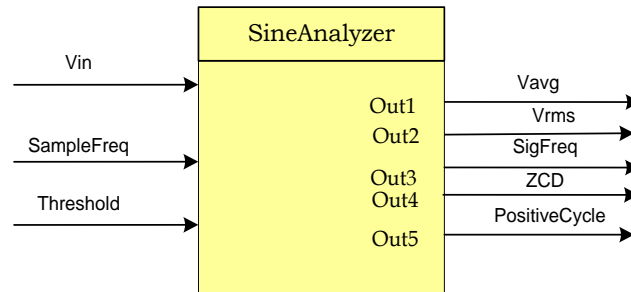 SineAnalyzer
Vin
SampleFreq
Threshold
Out1
Out2
Out3
Out4
Out5
Vavg
Vrms
SigFreq
ZCD
PositiveCycle